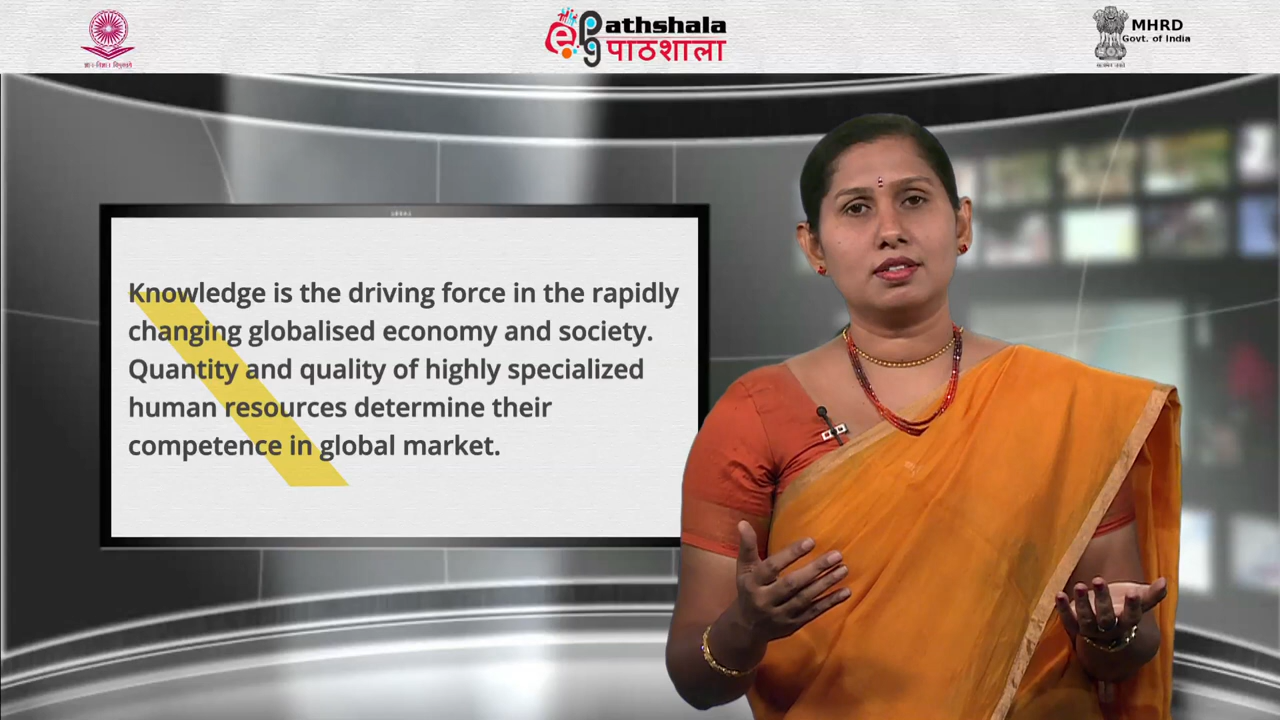 ePg Pathshala
पाठशाला
MHRD
Govt. of India
Knowledge is the driving force in the rapidly
changing globalised economy and society.
Quantity and quality of highly specialized
human resources determine their
competence in global market.